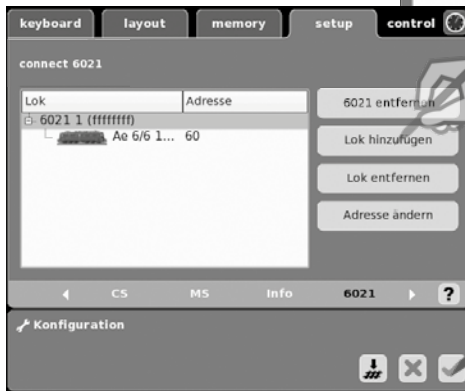 keyboard layout memory setup control
connect 6021
Lok Adresse
6021 1 (ffffffff)
Ae 6/6 1... 60
6021 entfernen
Lok hinzufügen
Lok entfernen
Adresse ändern
CS MS Info 6021 ?
Konfiguration